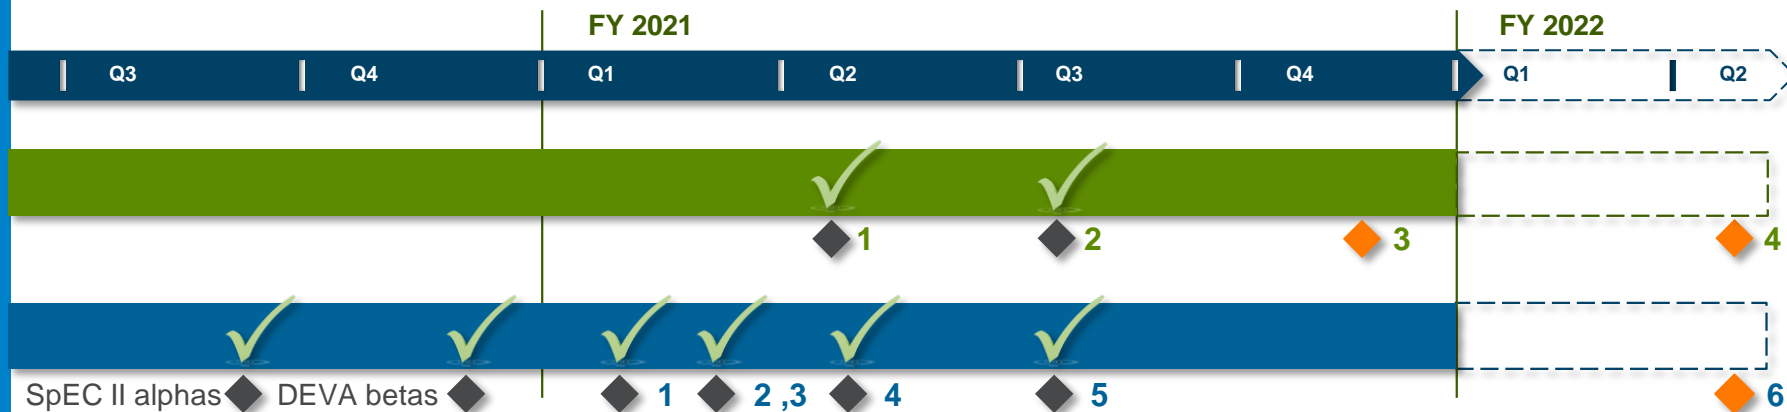 FY 2021 FY 2022
Q3 Q4 Q1 Q2 Q3 Q4 Q1 Q2
1 2 3 4
SpEC II alphas DEVA betas 1 2 ,3 4 5 6